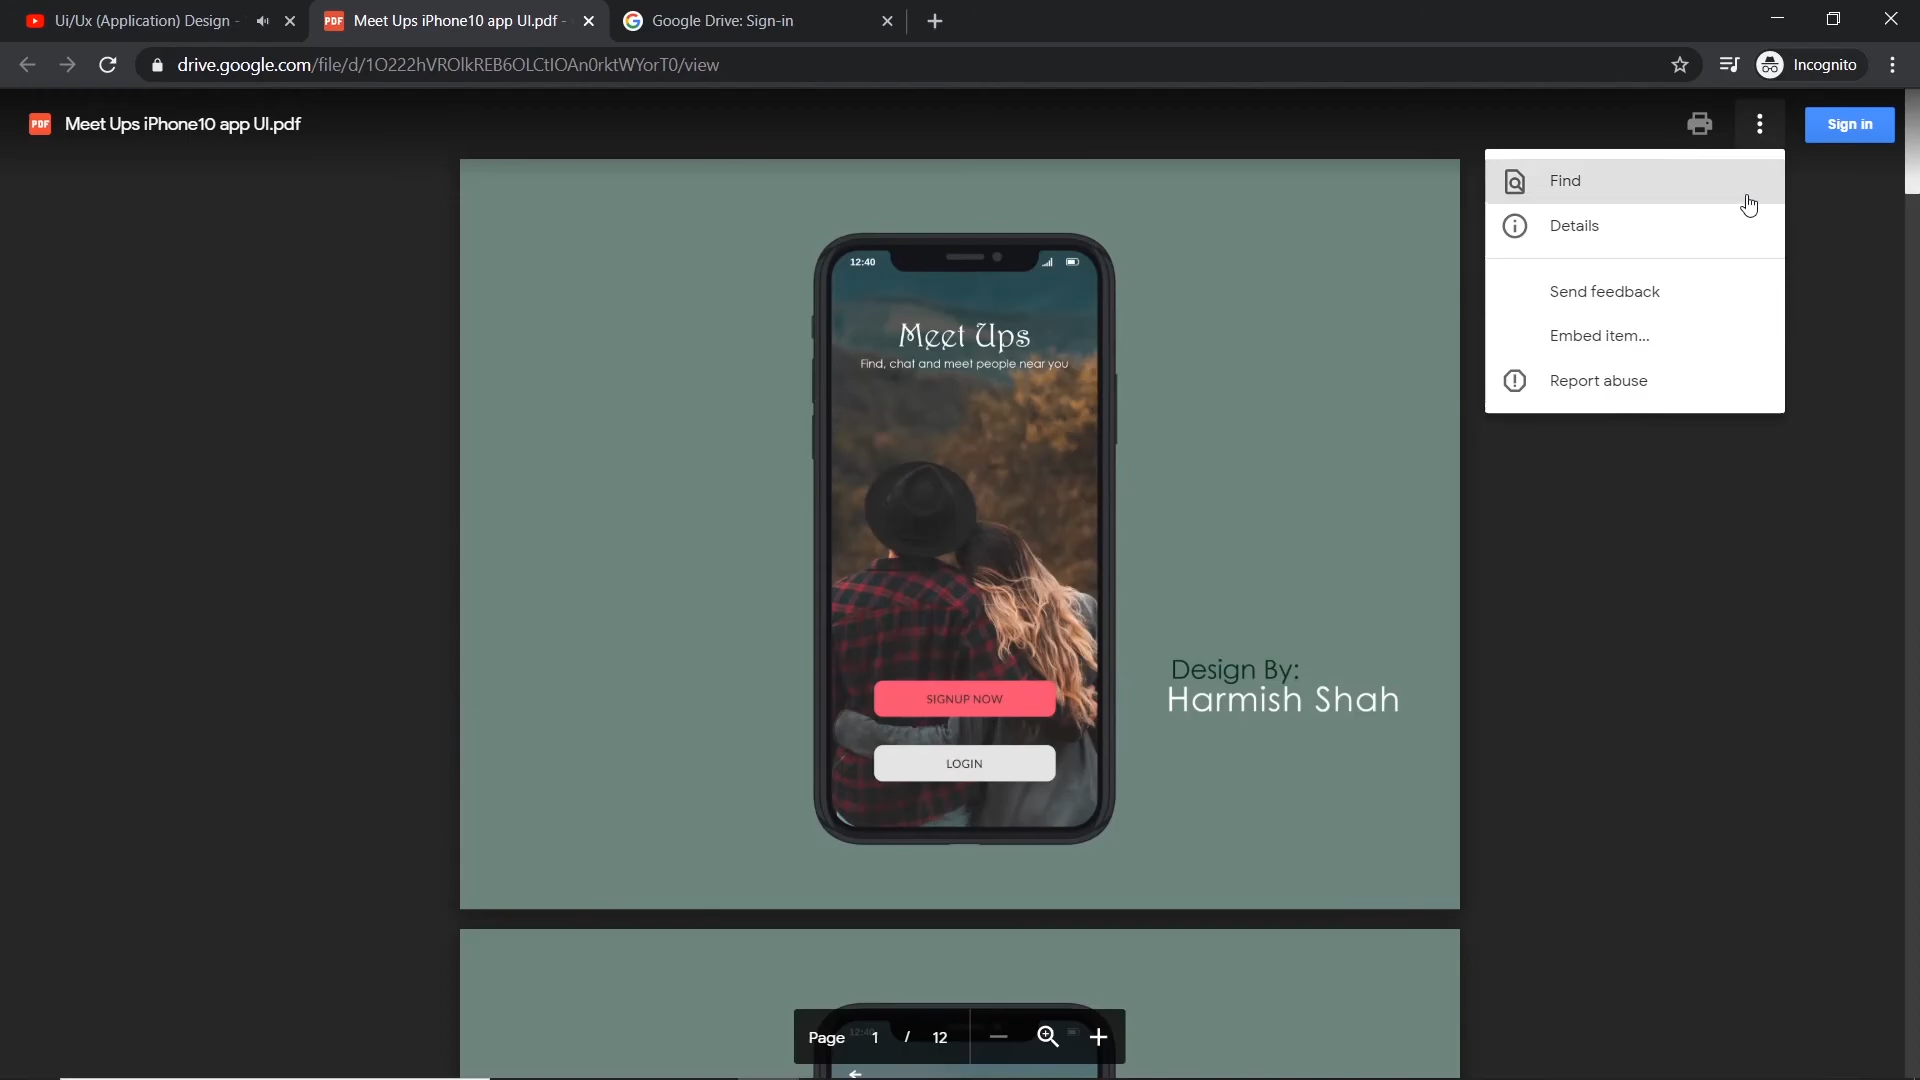 Ui/Ux (Application) Design -
Meet Ups iPhone10 app UI.pdf -
Google Drive: Sign-in
drive.google.com/file/d/1O222hVROlkREB6OLCtIOAn0rktWYorT0/view
Incognito
PDF
Meet Ups iPhone10 app UI.pdf
Sign in
Find
Details
Send feedback
Embed item...
Report abuse
12:40
Meet Ups
Find, chat and meet people near you
SIGNUP NOW
LOGIN
Design By:
Harmish Shah
Page 1 / 12
12:40